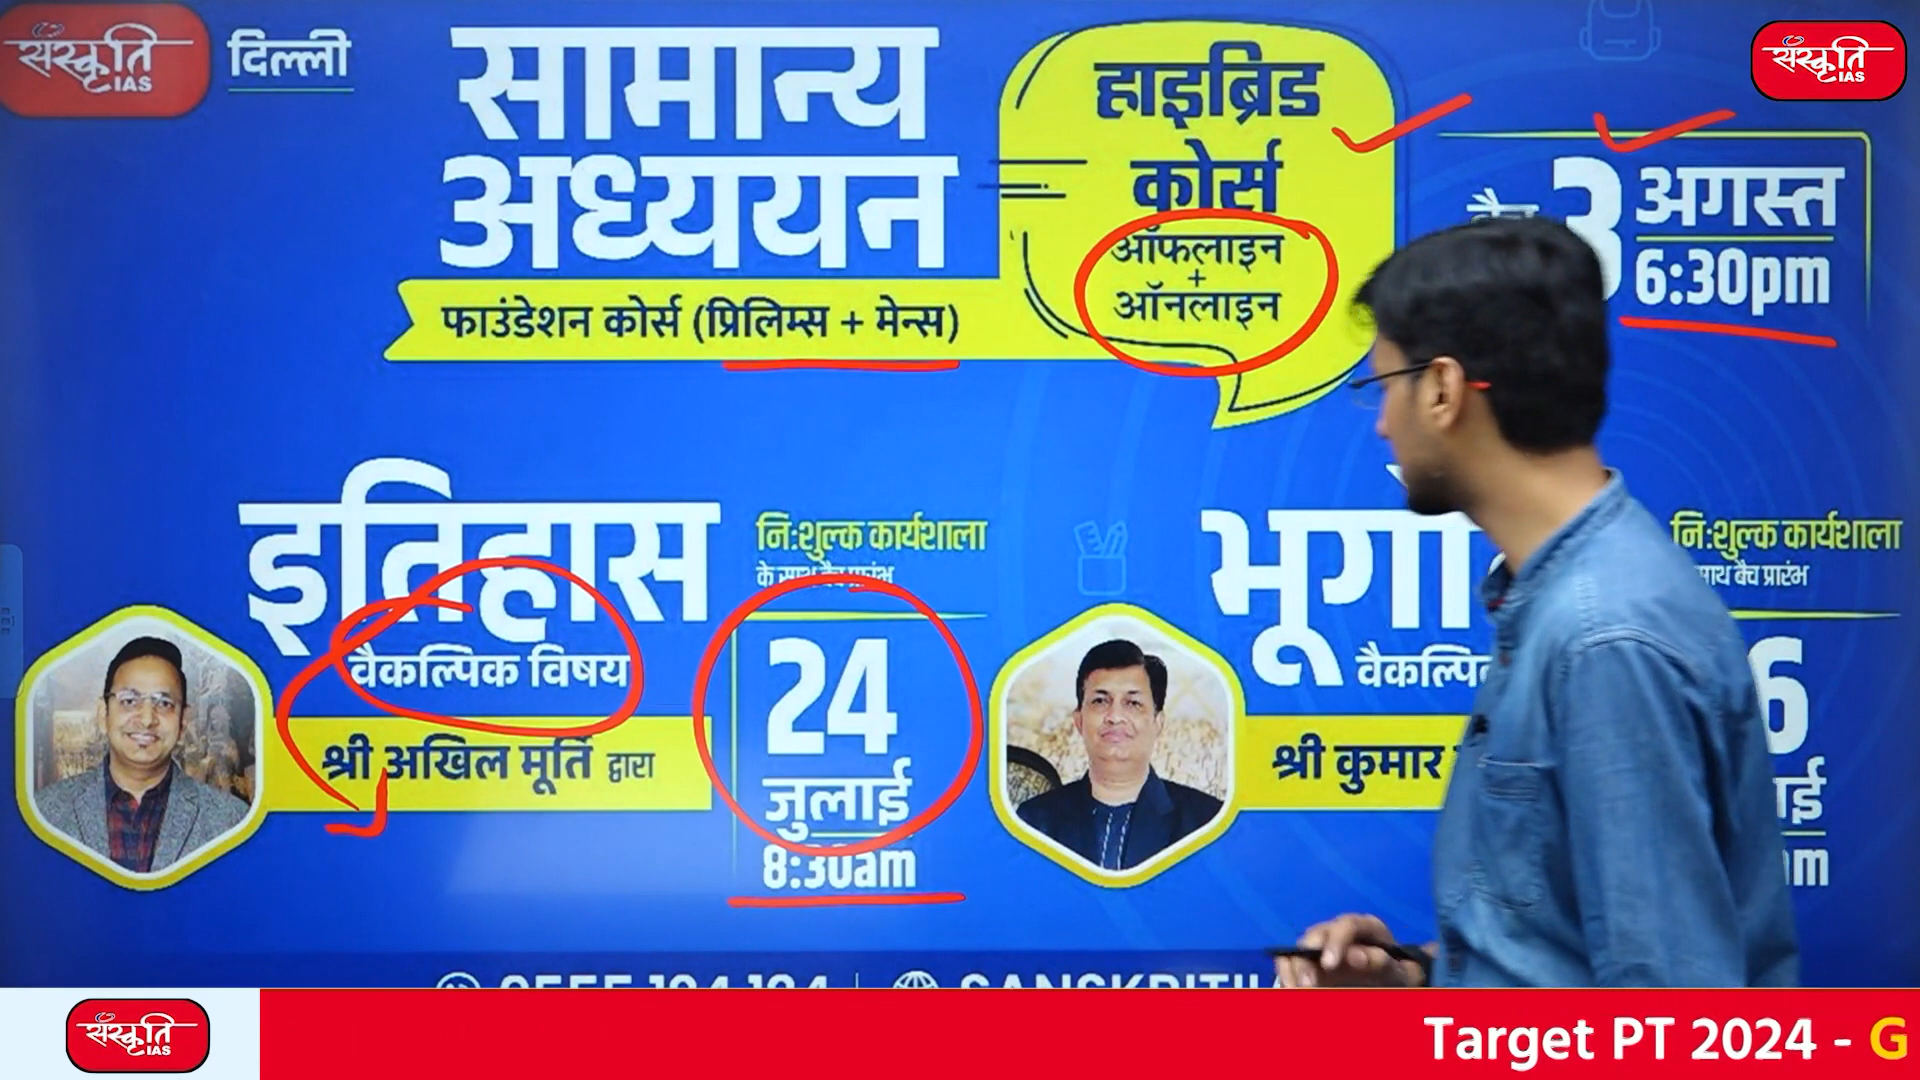 संस्कृति
IAS
दिल्ली
सामान्य
अध्ययन
फाउंडेशन कोर्स (प्रिलिम्स + मेन्स)
हाइब्रिड
कोर्स
ऑफलाइन
+
ऑनलाइन
3 अगस्त
6:30pm
संस्कृति
IAS
इतिहास
वैकल्पिक विषय
श्री अखिल मूर्ति द्वारा
निःशुल्क कार्यशाला
के साथ बैच प्रारंभ
24
जुलाई
8:30am
श्री कुमार
निःशुल्क कार्यशाला
बैच प्रारंभ
संस्कृति
IAS
Target PT 2024 - G